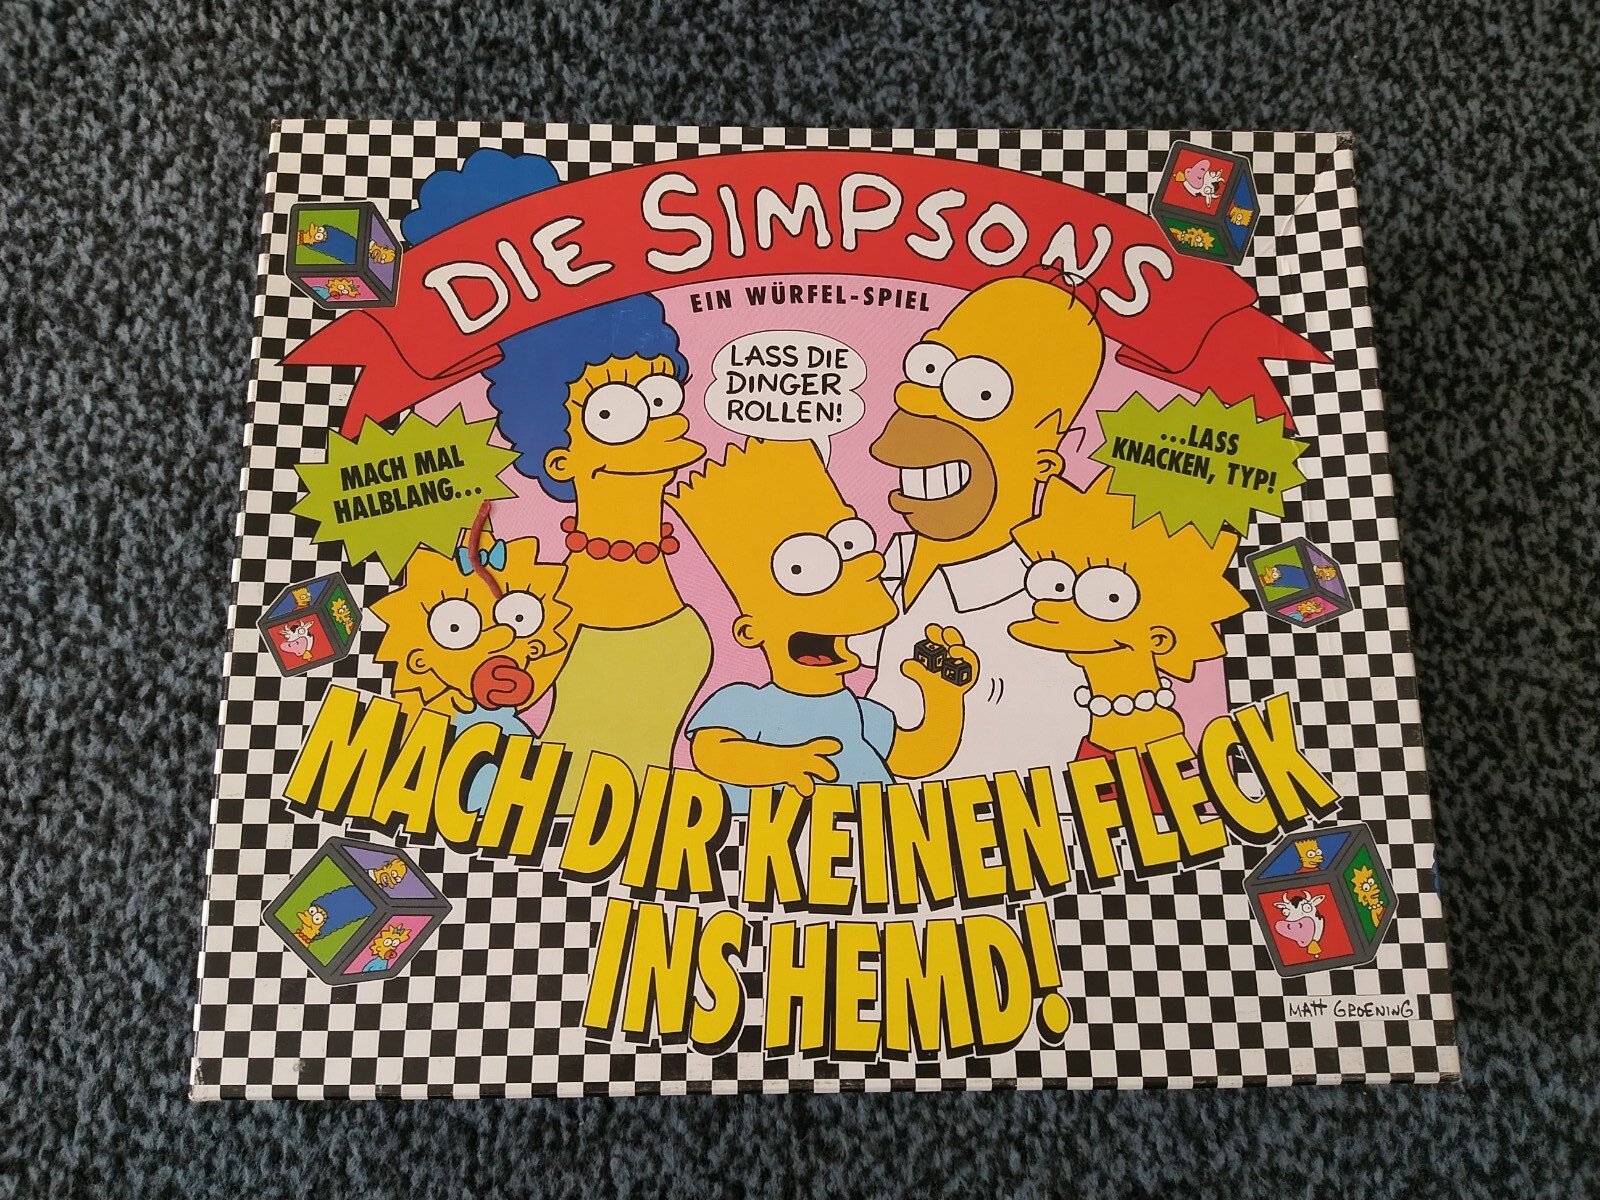 DIE SIMPSONS
EIN WÜRFEL-SPIEL
LASS DIE
DINGER
ROLLEN!
MACH MAL
HALBLANG...
...LASS
KNACKEN, TYP!
MACH DIR KEINEN FLECK
INS HEMD!
MATT GROENING